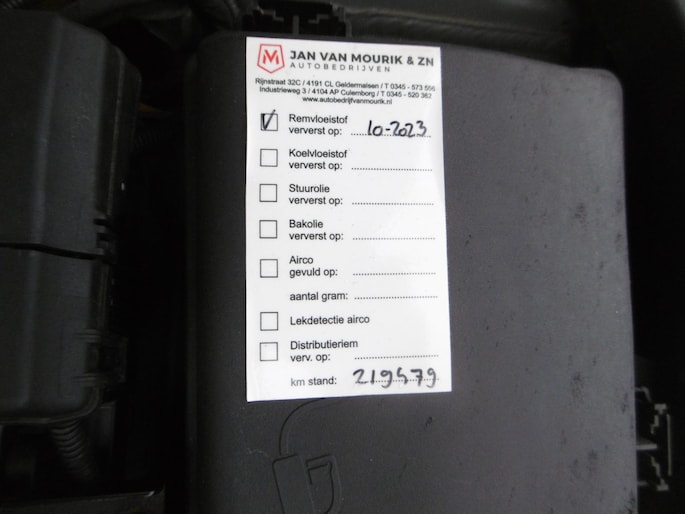 JAN VAN MOURIK & ZN
AUTOBEDRIJVEN
Rijnstraat 32C / 4191 CL Geldermalsen / T 0345 - 573 556
Industrieweg 3 / 4104 AP Culemborg / T 0345 - 520 362
www.autobedrijfvanmourik.nl
Remvloeistof
ververst op: 10-2023
Koelvloeistof
ververst op:
Stuurolie
ververst op:
Bakolie
ververst op:
Airco
gevuld op:
aantal gram:
Lekdetectie airco
Distributieriem
verv. op:
km stand: 219579